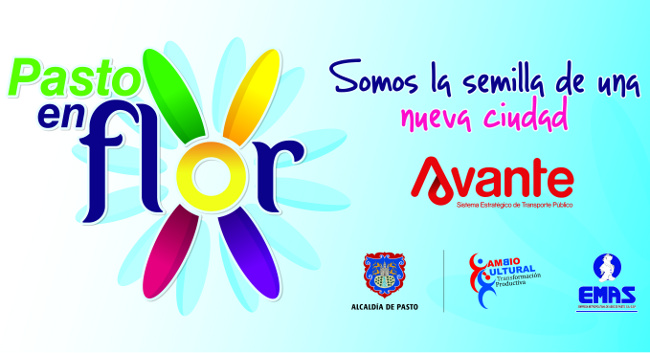 Pasto
en flor
Somos la semilla de una
nueva ciudad
Avante
Sistema Estratégico de Transporte Público
ALCALDÍA DE PASTO
CAMBIO
CULTURAL
Transformación
Productiva
EMAS